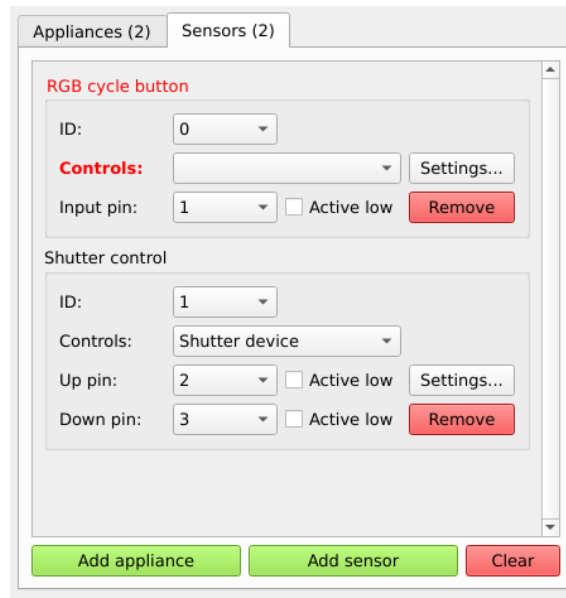 Appliances (2) Sensors (2)
RGB cycle button
ID: 0
Controls: Settings...
Input pin: 1 Active low Remove
Shutter control
ID: 1
Controls: Shutter device
Up pin: 2 Active low Settings...
Down pin: 3 Active low Remove
Add appliance Add sensor Clear